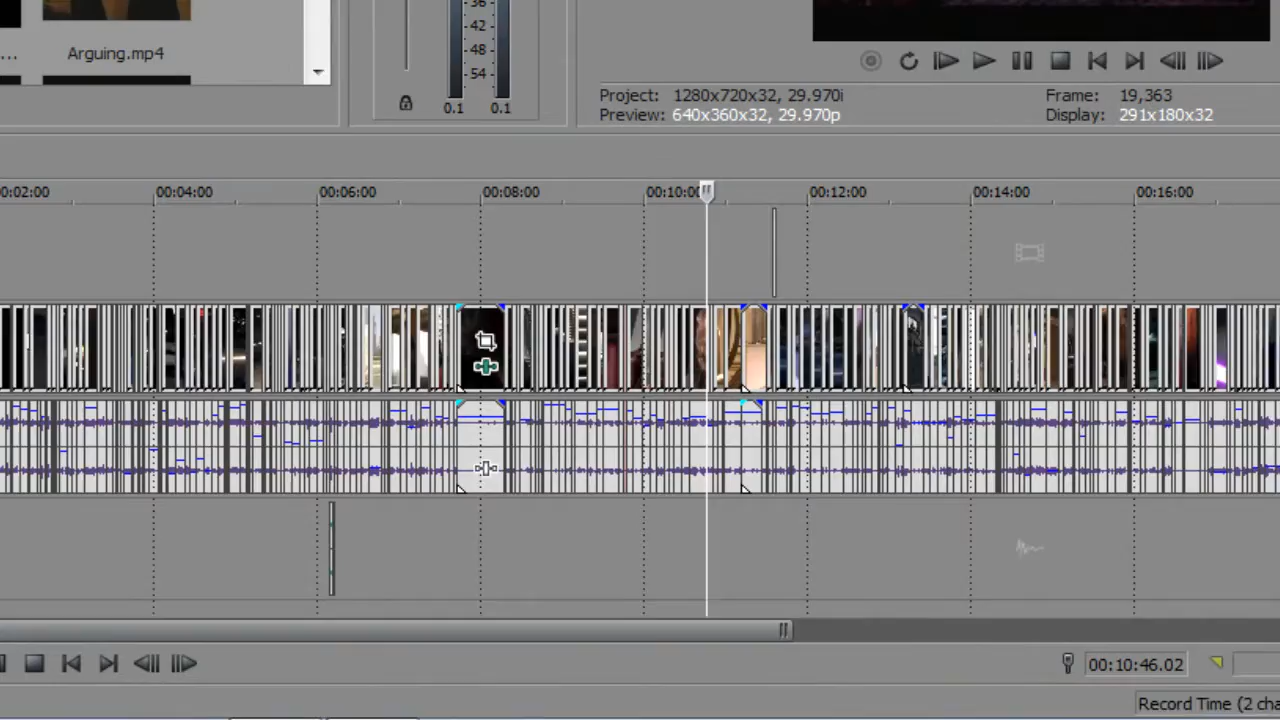 36
42
48
54
0.1 0.1
...
Arguing.mp4
Project: 1280x720x32, 29.970i
Preview: 640x360x32, 29.970p
Frame: 19,363
Display: 291x180x32
0:02:00 00:04:00 00:06:00 00:08:00 00:10:00 00:12:00 00:14:00 00:16:00
00:10:46.02
Record Time (2 cha